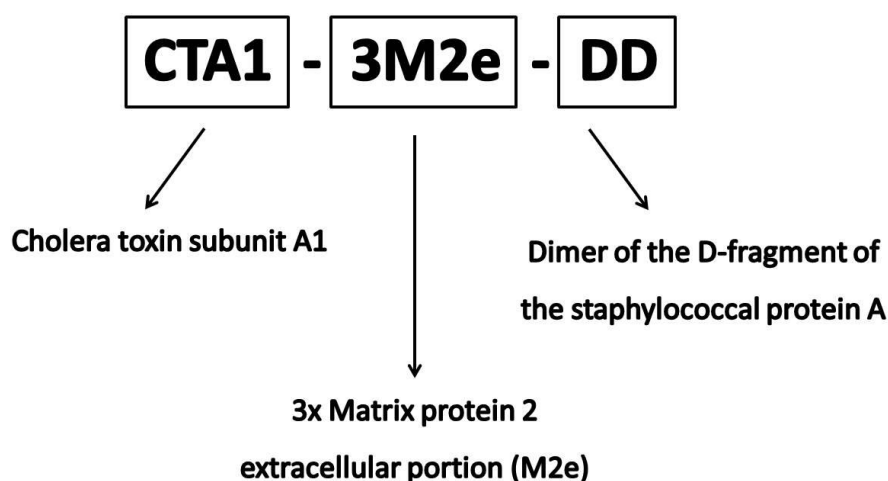 CTA1 - 3M2e - DD
Cholera toxin subunit A1
Dimer of the D-fragment of
the staphylococcal protein A
3x Matrix protein 2
extracellular portion (M2e)